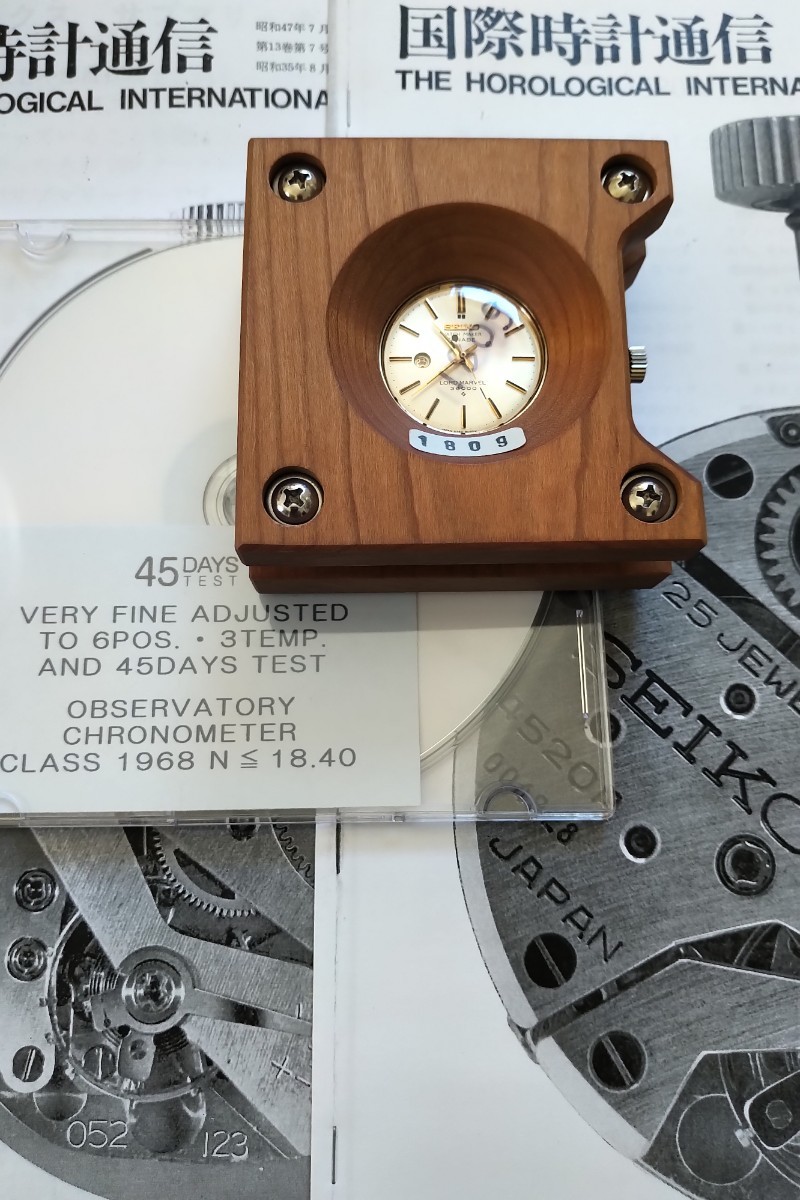 時計通信
昭和47年7月
第13巻第7号
昭和35年8月
OGICAL INTERNATIONA
国際時計通信
THE HOROLOGICAL INTERNA
SEIKO
LORD MARVEL
36000
1809
45 DAYS
TEST
VERY FINE ADJUSTED
TO 6POS. • 3TEMP.
AND 45DAYS TEST
OBSERVATORY
CHRONOMETER
CLASS 1968 N ≦ 18.40
25 JEWE
SEIKO
4520
JAPAN
052
123